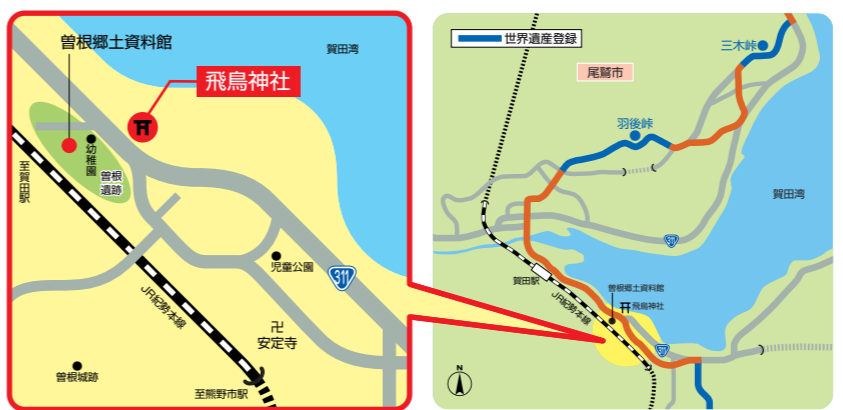 曽根郷土資料館
賀田湾
飛鳥神社
幼稚園
曽根
遺跡
至賀田駅
児童公園
311
JR紀勢本線
卍
安定寺
曽根城跡
至熊野市駅
世界遺産登録
三木峠
尾鷲市
羽後峠
賀田湾
311
賀田駅
曽根郷土資料館
飛鳥神社
JR紀勢本線
311
N